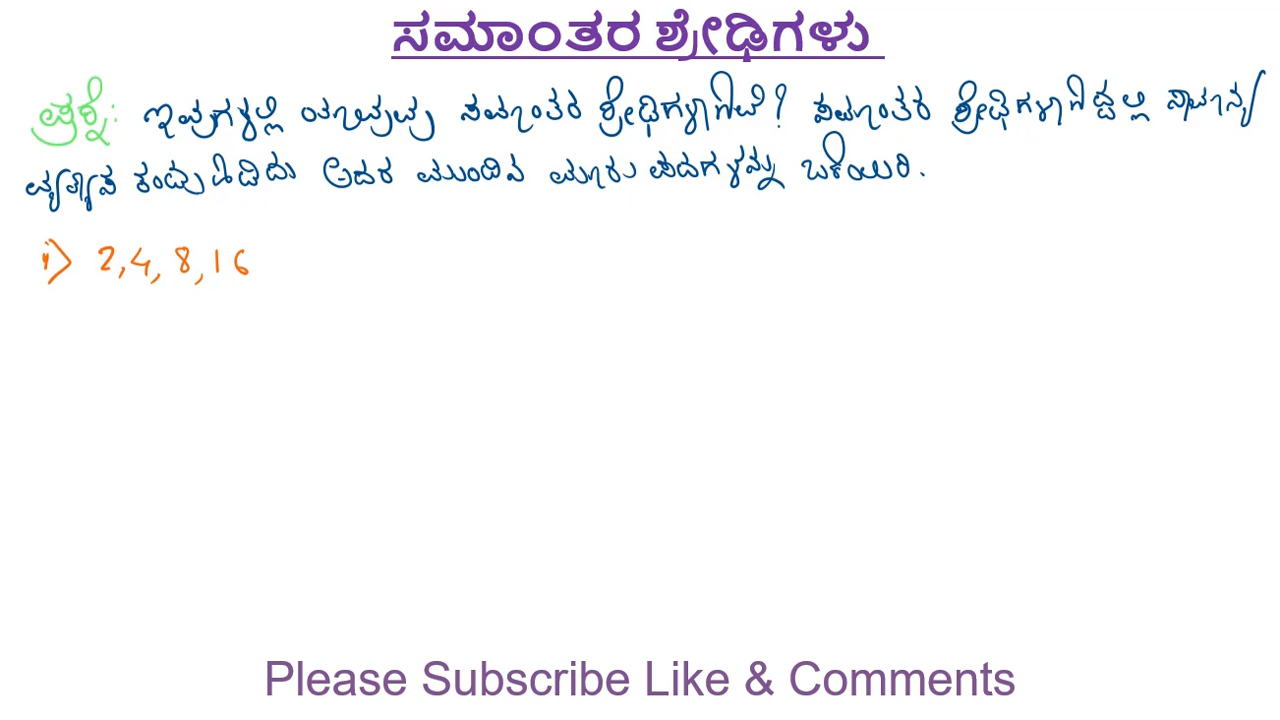 ಸಮಾಂತರ ಶ್ರೇಢಿಗಳು
ಪ್ರಶ್ನೆ: ಇವುಗಳಲ್ಲಿ ಯಾವುವು ಸಮಾಂತರ ಶ್ರೇಢಿಗಳಾಗಿವೆ? ಸಮಾಂತರ ಶ್ರೇಢಿಗಳಾಗಿದ್ದಲ್ಲಿ ಸಾಮಾನ್ಯ
ವ್ಯತ್ಯಾಸ ಕಂಡುಹಿಡಿದು ಅದರ ಮುಂದಿನ ಮೂರು ಪದಗಳನ್ನು ಬರೆಯಿರಿ.
i) 2, 4, 8, 16
Please Subscribe Like & Comments